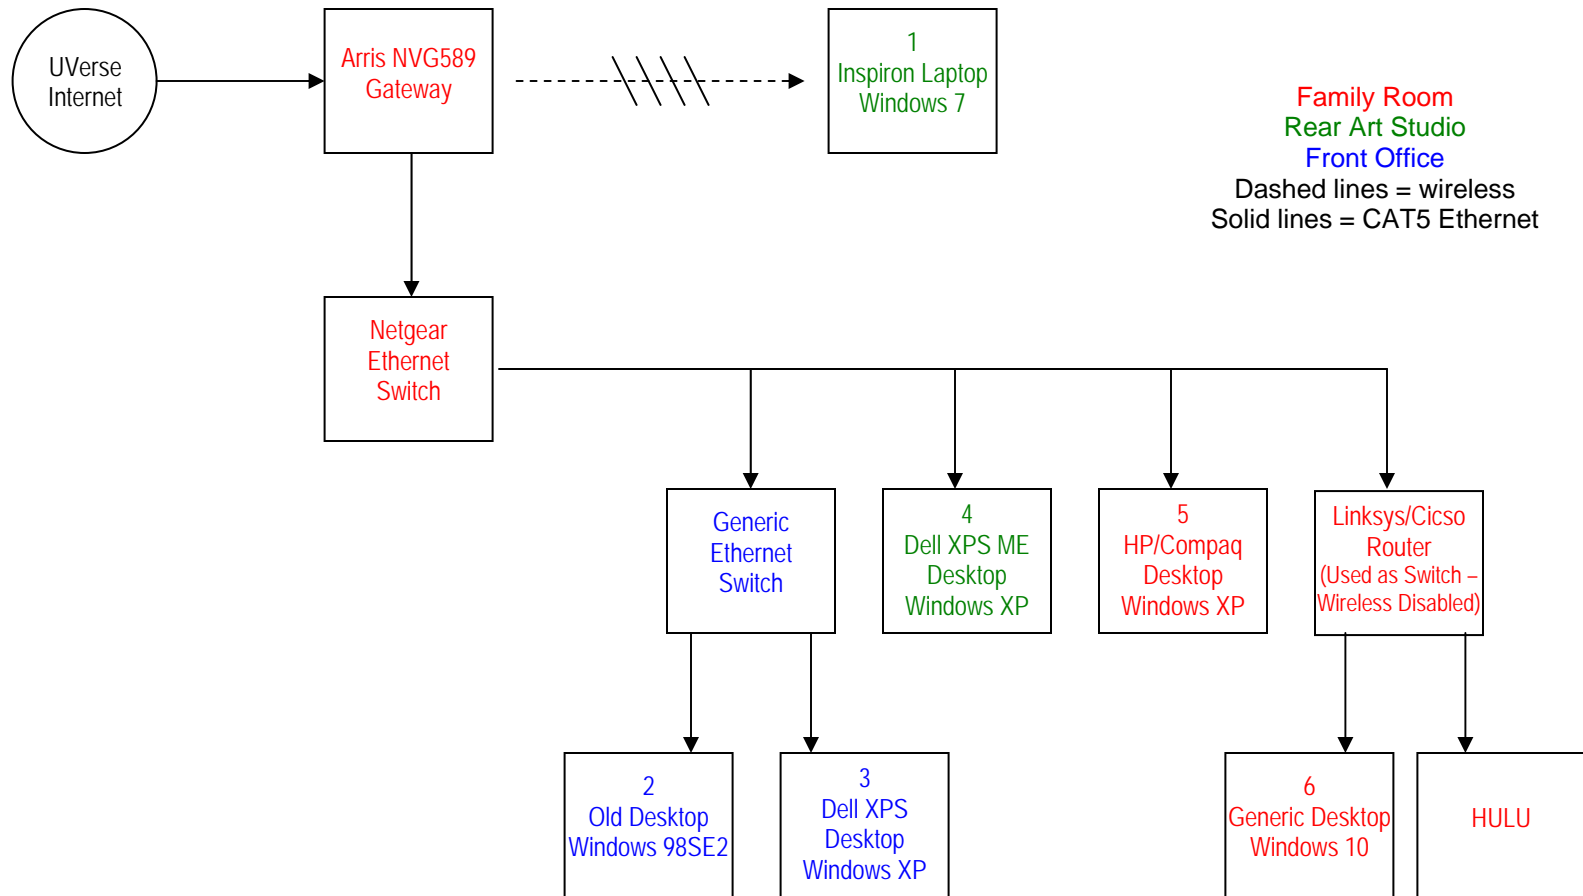 UVerse
Internet
Arris NVG589
Gateway
1
Inspiron Laptop
Windows 7
Family Room
Rear Art Studio
Front Office
Dashed lines = wireless
Solid lines = CAT5 Ethernet
Netgear
Ethernet
Switch
Generic
Ethernet
Switch
4
Dell XPS ME
Desktop
Windows XP
5
HP/Compaq
Desktop
Windows XP
Linksys/Cicso
Router
(Used as Switch –
Wireless Disabled)
2
Old Desktop
Windows 98SE2
3
Dell XPS
Desktop
Windows XP
6
Generic Desktop
Windows 10
HULU